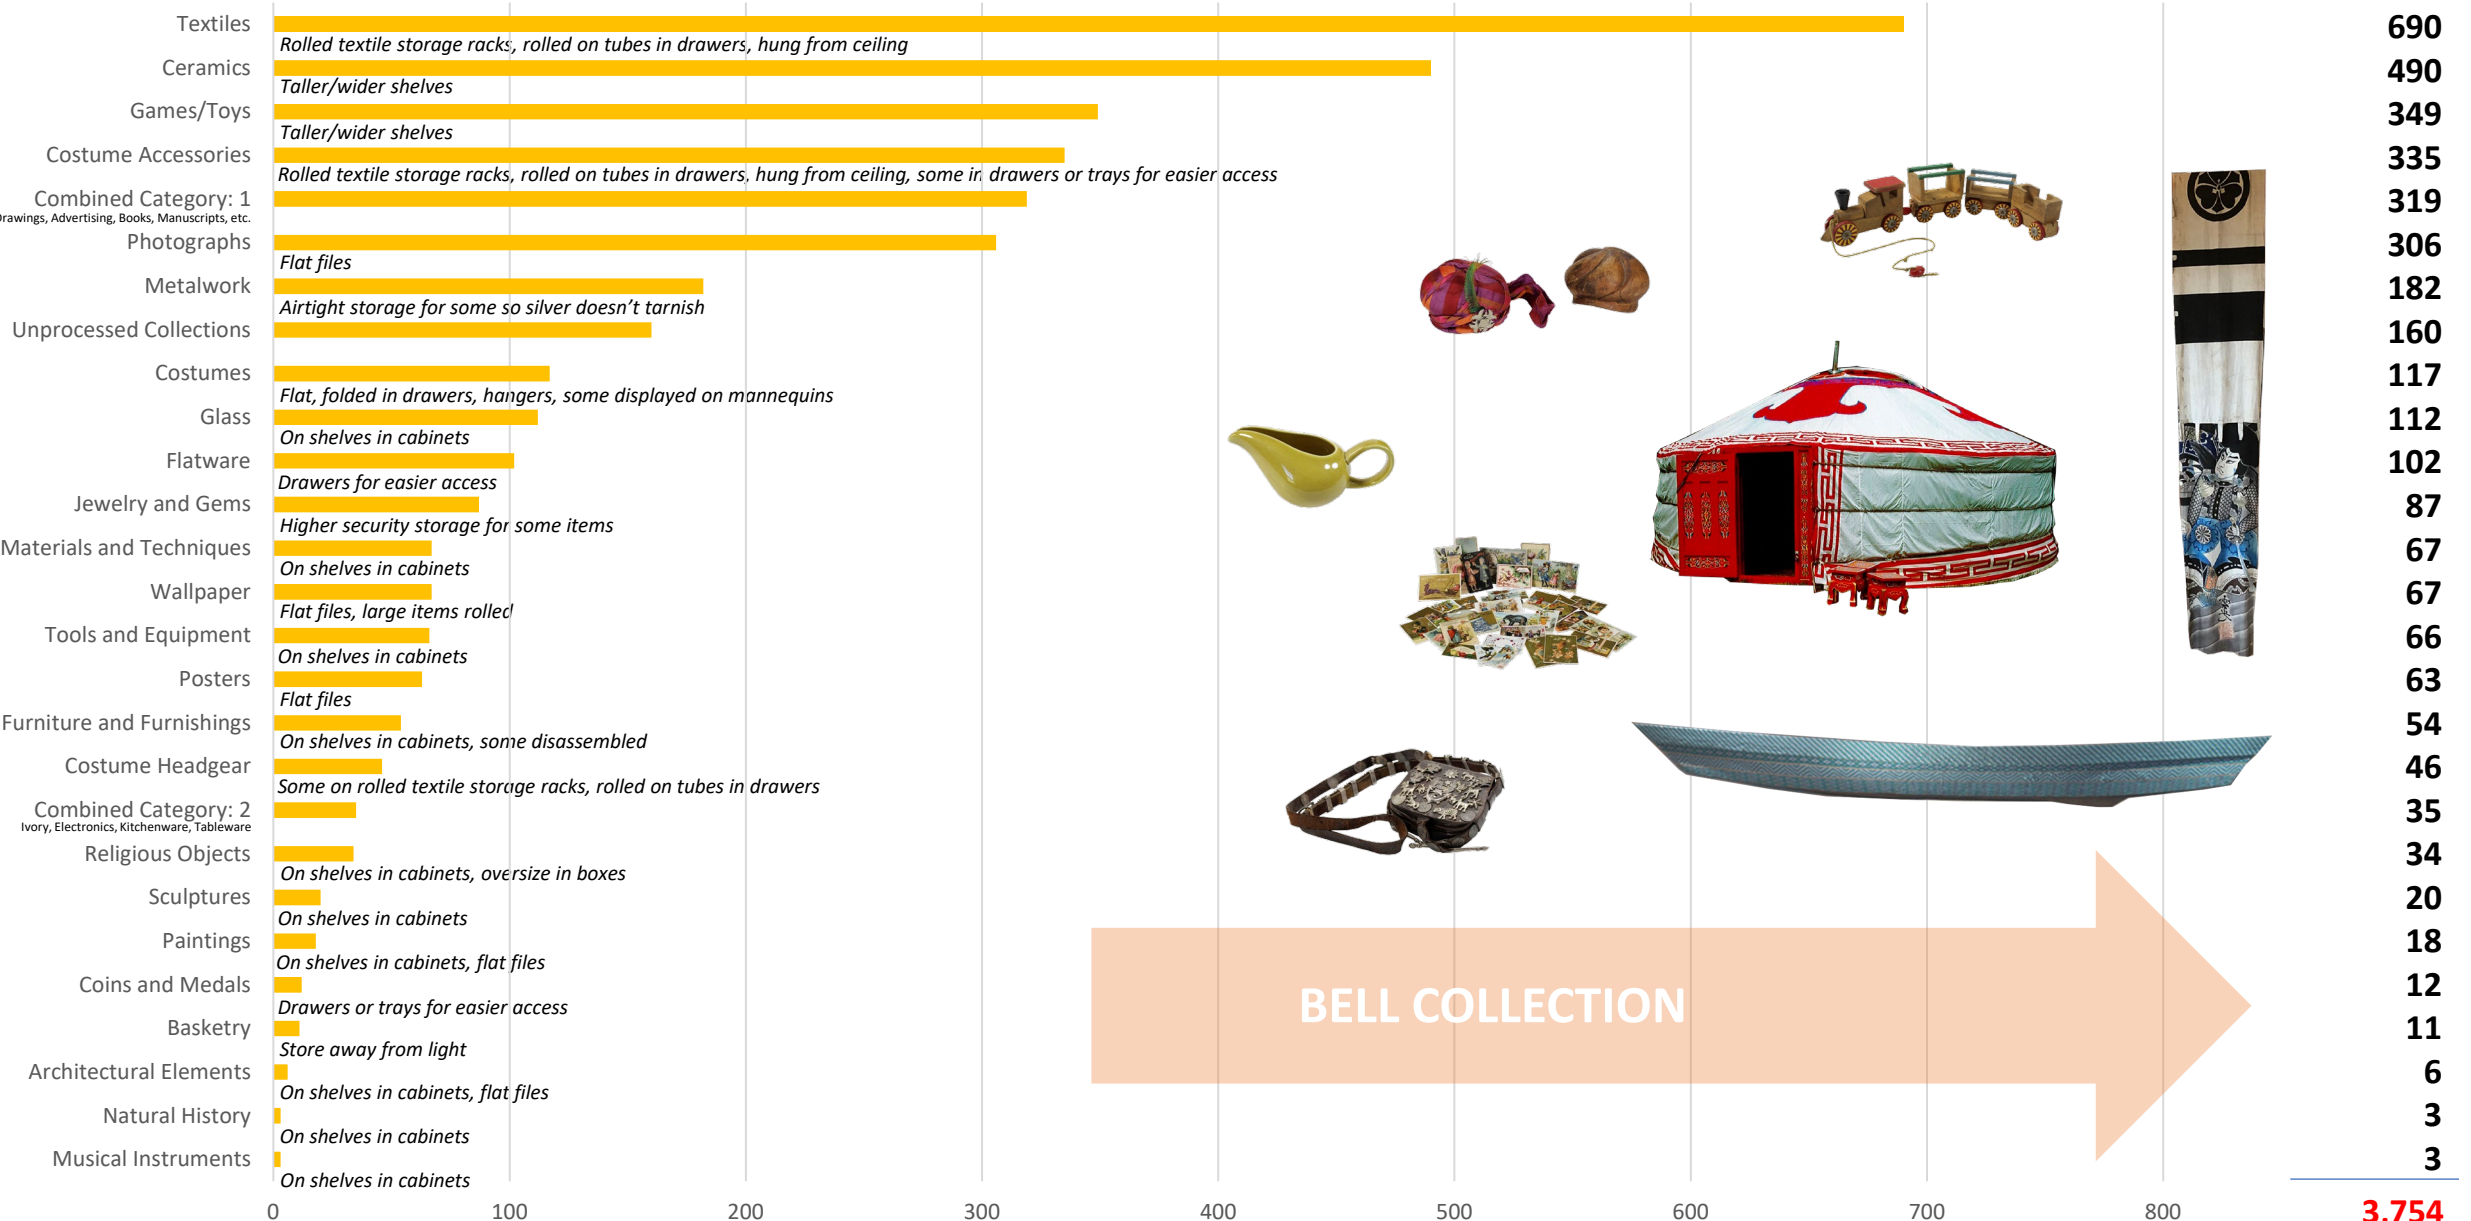 Textiles 690
Rolled textile storage racks, rolled on tubes in drawers, hung from ceiling
Ceramics 490
Taller/wider shelves
Games/Toys 349
Taller/wider shelves
Costume Accessories 335
Rolled textile storage racks, rolled on tubes in drawers, hung from ceiling, some in drawers or trays for easier access
Combined Category: 1 319
Drawings, Advertising, Books, Manuscripts, etc.
Photographs 306
Flat files
Metalwork 182
Airtight storage for some so silver doesn’t tarnish
Unprocessed Collections 160
Costumes 117
Flat, folded in drawers, hangers, some displayed on mannequins
Glass 112
On shelves in cabinets
Flatware 102
Drawers for easier access
Jewelry and Gems 87
Higher security storage for some items
Materials and Techniques 67
On shelves in cabinets
Wallpaper 67
Flat files, large items rolled
Tools and Equipment 66
On shelves in cabinets
Posters 63
Flat files
Furniture and Furnishings 54
On shelves in cabinets, some disassembled
Costume Headgear 46
Some on rolled textile storage racks, rolled on tubes in drawers
Combined Category: 2 35
Ivory, Electronics, Kitchenware, Tableware
Religious Objects 34
On shelves in cabinets, oversize in boxes
Sculptures 20
On shelves in cabinets
Paintings 18
On shelves in cabinets, flat files
Coins and Medals 12
Drawers or trays for easier access
BELL COLLECTION
Basketry 11
Store away from light
Architectural Elements 6
On shelves in cabinets, flat files
Natural History 3
On shelves in cabinets
Musical Instruments 3
On shelves in cabinets
0 100 200 300 400 500 600 700 800 3.754